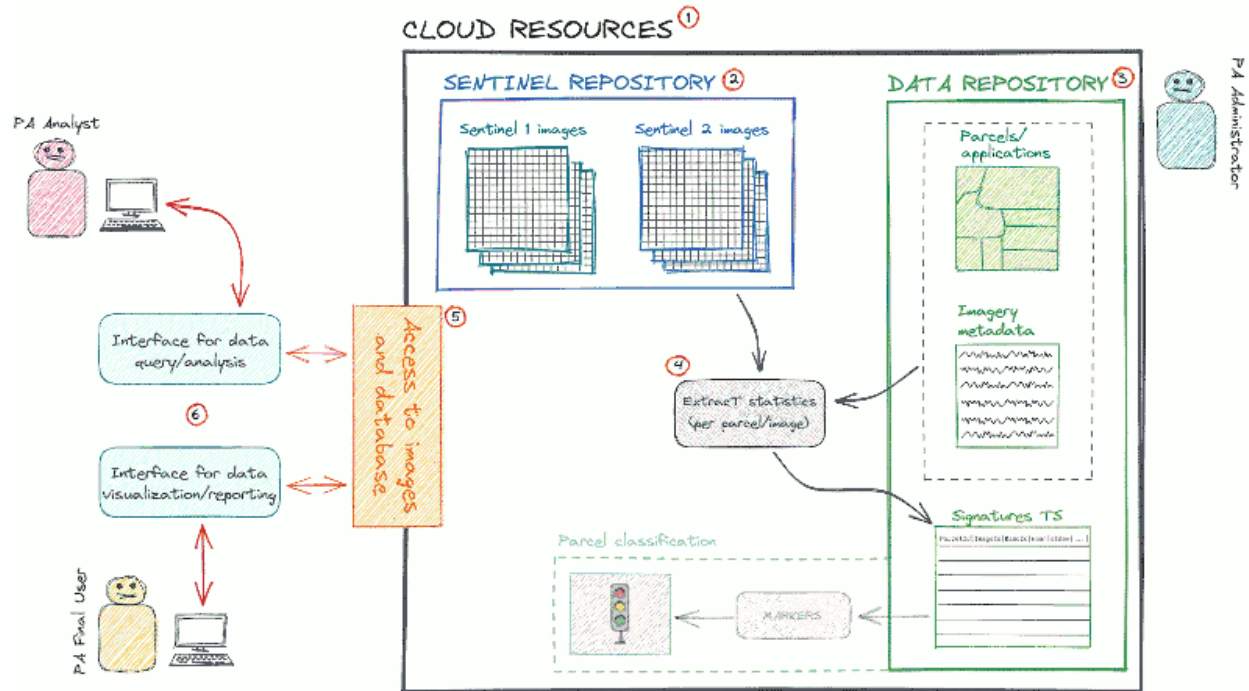 CLOUD RESOURCES 1
SENTINEL REPOSITORY 2
DATA REPOSITORY 3
PA Administrator
PA Analyst
Sentinel 1 images
Sentinel 2 images
Parcels/
applications
Imagery
metadata
5
Access to images
and database
Interface for data
query/analysis
4
ExtracT statistics
(per parcel/image)
6
Interface for data
visualization/reporting
Signatures TS
Parcel classification
MARKERS
PA Final User